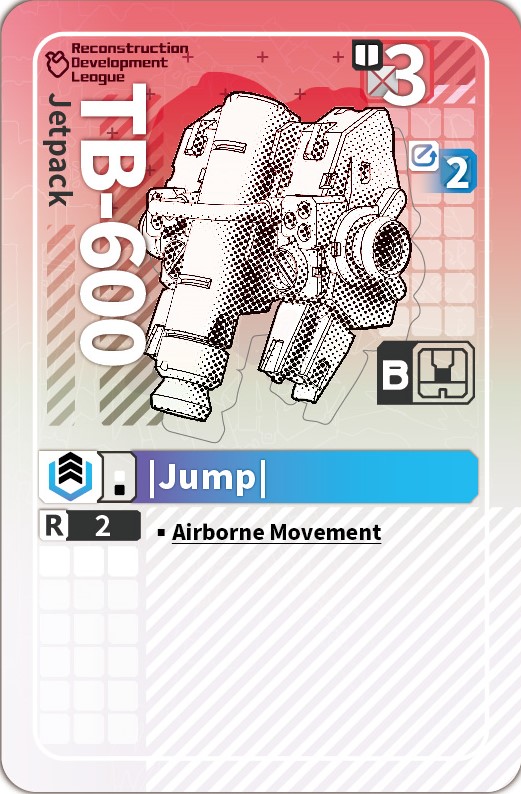 Reconstruction
Development
League
TB-600
Jetpack
3
2
B
|Jump|
R 2
▪ Airborne Movement